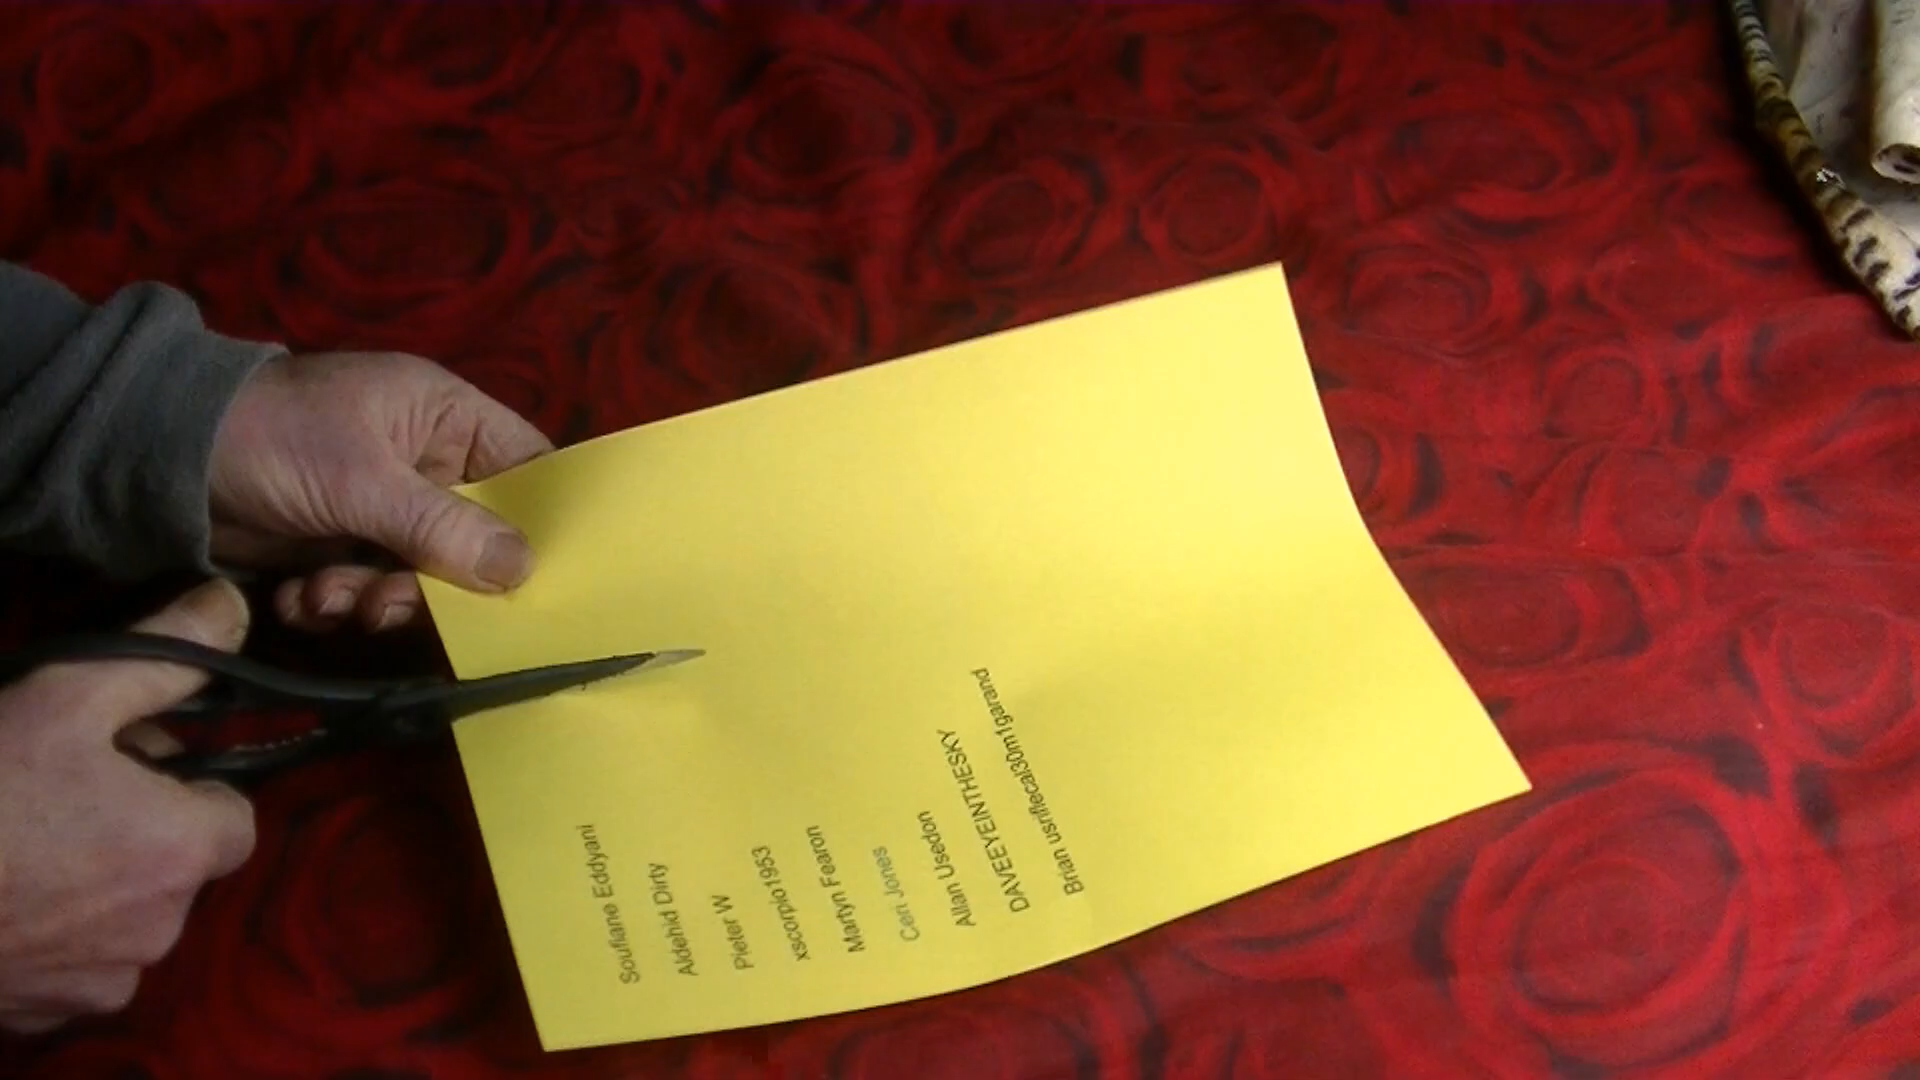 Soufiane Eddyani
Aldehid Dirty
Pieter W
xscorpio1953
Martyn Fearon
Ceri Jones
Allan Usedon
DAVEEYEINTHESKY
Brian usriflecal30m1garand